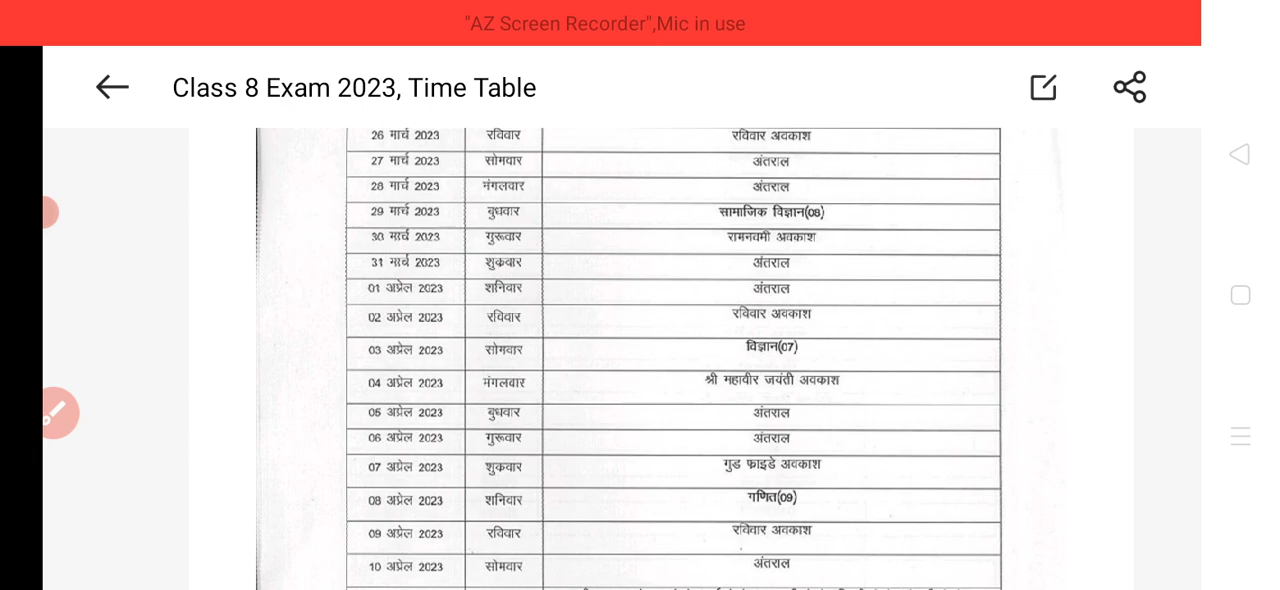 "AZ Screen Recorder",Mic in use
Class 8 Exam 2023, Time Table
26 मार्च 2023 रविवार रविवार अवकाश
27 मार्च 2023 सोमवार अंतराल
28 मार्च 2023 मंगलवार अंतराल
29 मार्च 2023 बुधवार सामाजिक विज्ञान(08)
30 मार्च 2023 गुरूवार रामनवमी अवकाश
31 मार्च 2023 शुकवार अंतराल
01 अप्रेल 2023 शनिवार अंतराल
02 अप्रेल 2023 रविवार रविवार अवकाश
03 अप्रेल 2023 सोमवार विज्ञान(07)
04 अप्रेल 2023 मंगलवार श्री महावीर जयंती अवकाश
05 अप्रेल 2023 बुधवार अंतराल
06 अप्रेल 2023 गुरूवार अंतराल
07 अप्रेल 2023 शुकवार गुड फाइडे अवकाश
08 अप्रेल 2023 शनिवार गणित(09)
09 अप्रेल 2023 रविवार रविवार अवकाश
10 अप्रेल 2023 सोमवार अंतराल